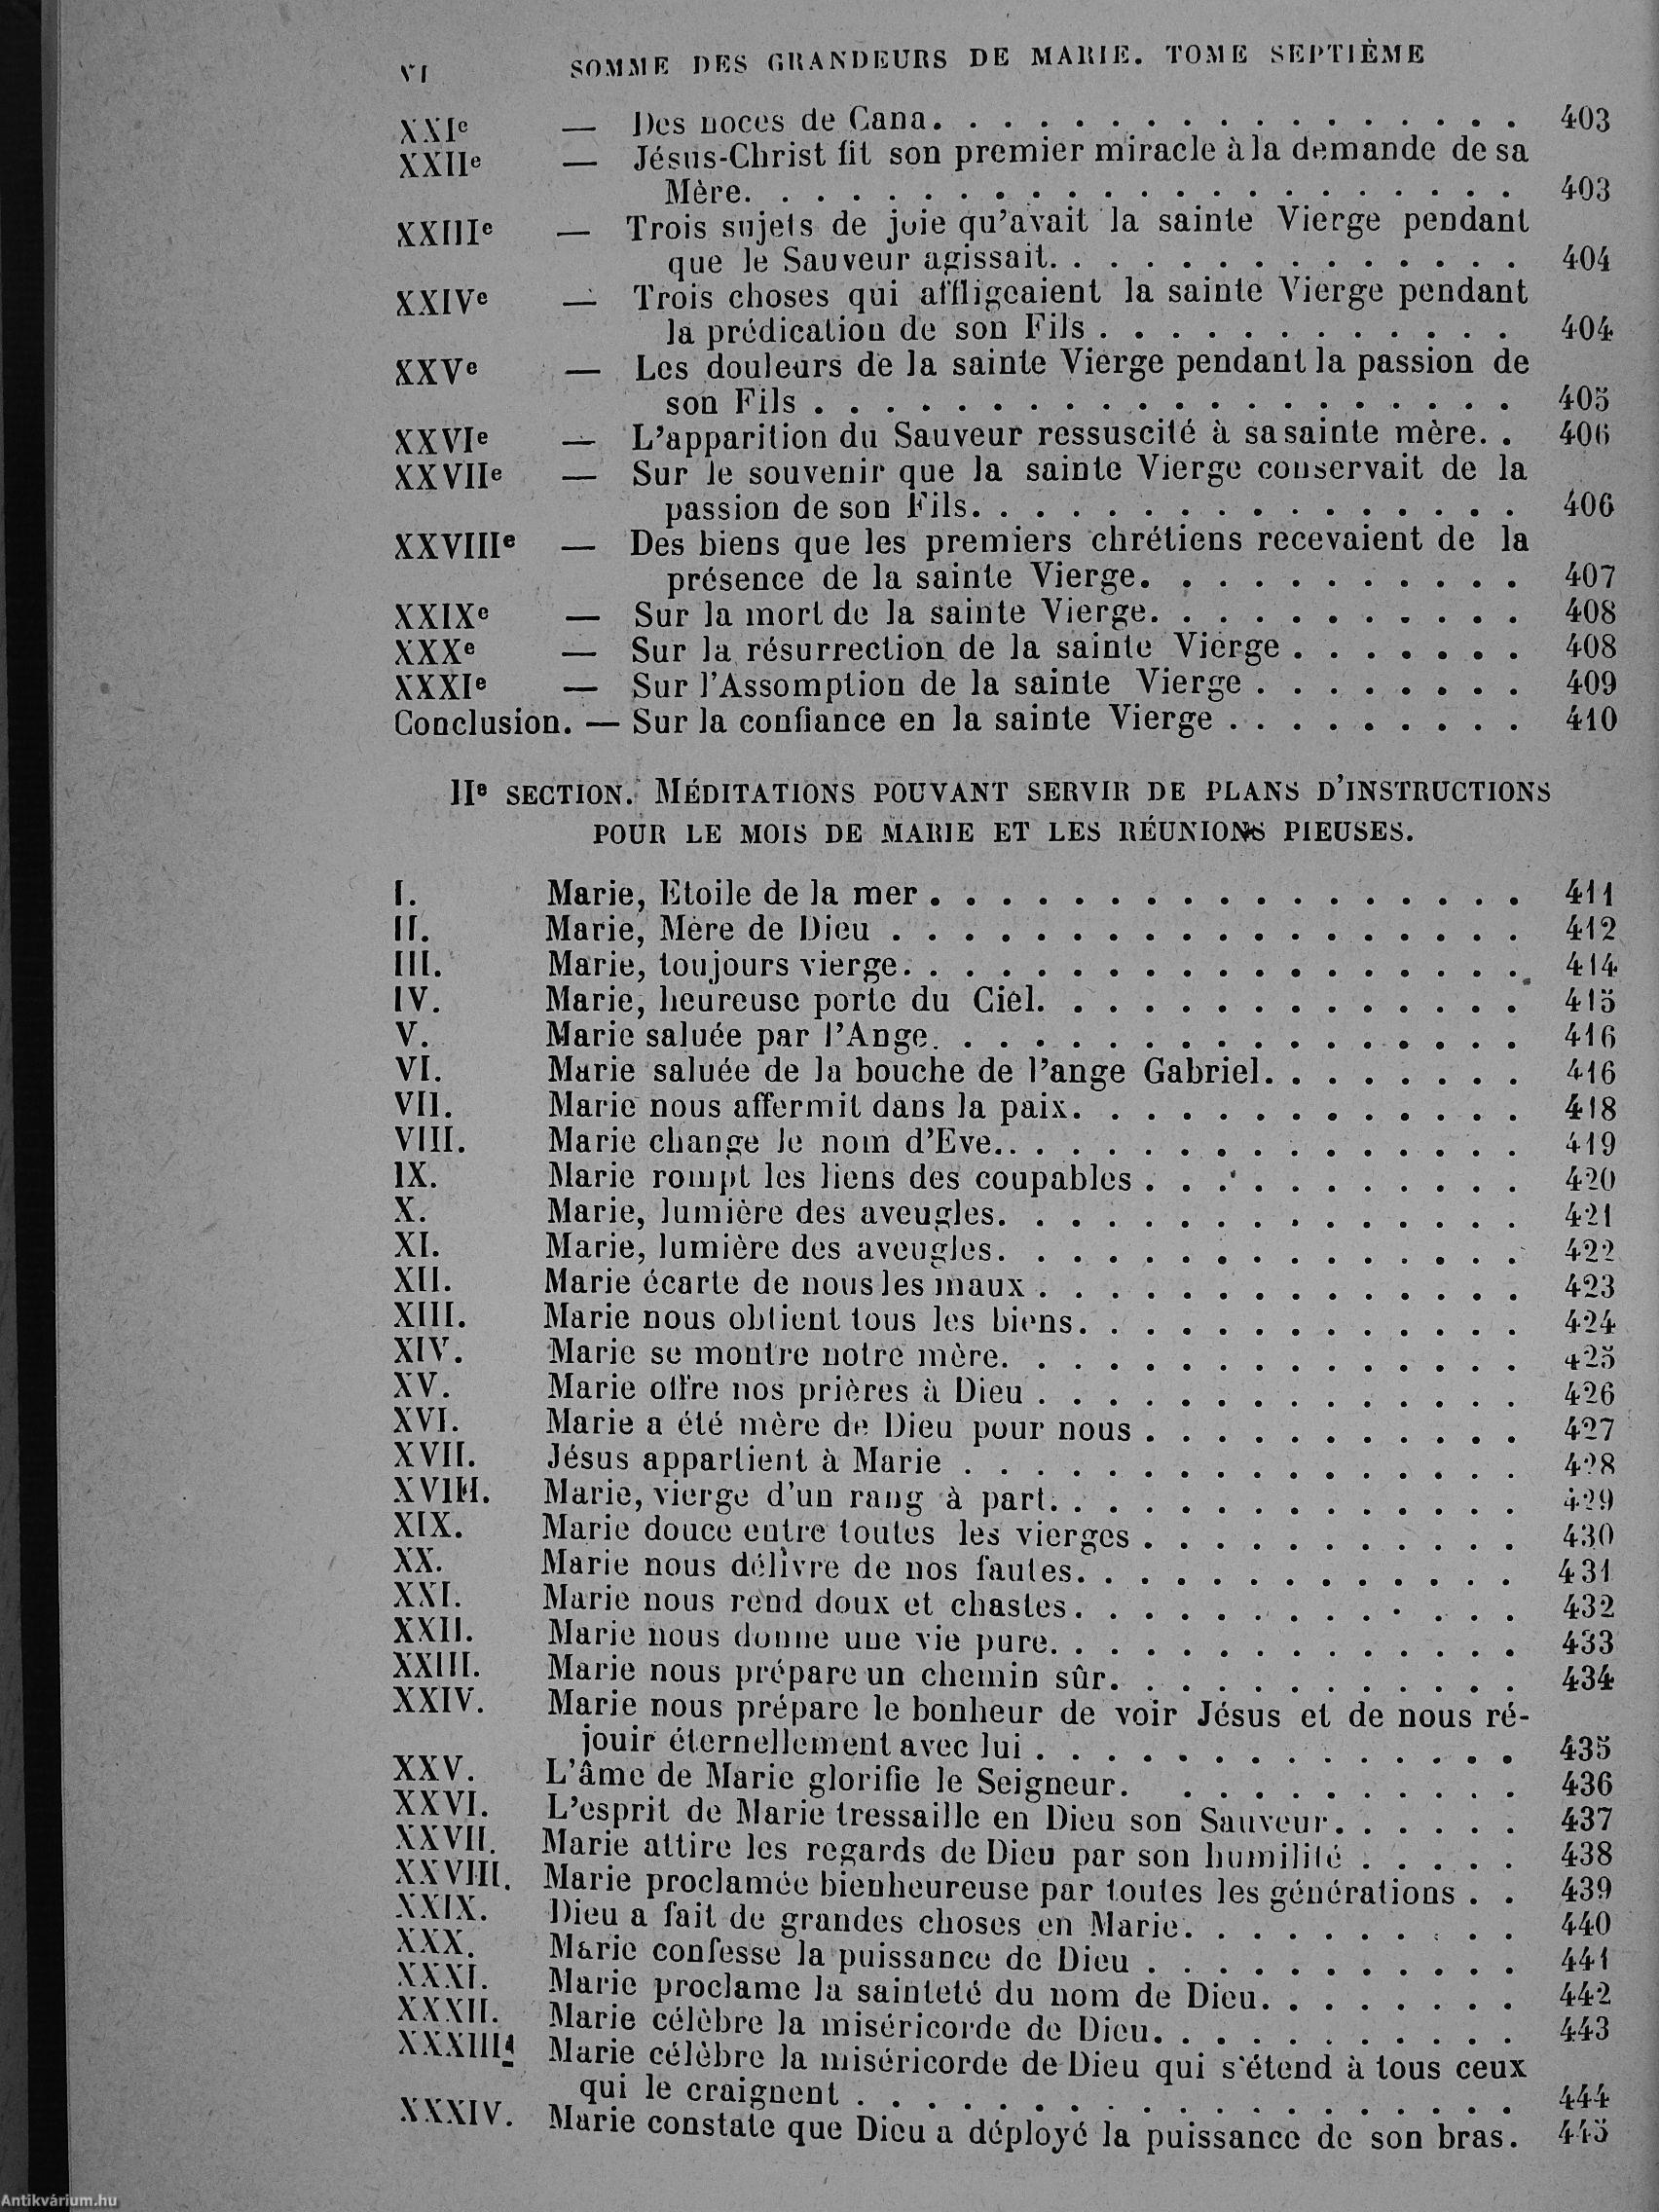 VI SOMME DES GRANDEURS DE MARIE. TOME SEPTIÈME
XXIe — Des noces de Cana. . . . . . . . . . . . . . . . . 403
XXIIe — Jésus-Christ fit son premier miracle à la demande de sa
Mère. . . . . . . . . . . . . . . . . . . . . . 403
XXIIIe — Trois sujets de joie qu'avait la sainte Vierge pendant
que le Sauveur agissait. . . . . . . . . . . . . . 404
XXIVe — Trois choses qui affligeaient la sainte Vierge pendant
la prédication de son Fils . . . . . . . . . . . . 404
XXVe — Les douleurs de la sainte Vierge pendant la passion de
son Fils . . . . . . . . . . . . . . . . . . . . 405
XXVIe — L'apparition du Sauveur ressuscité à sa sainte mère. . 406
XXVIIe — Sur le souvenir que la sainte Vierge conservait de la
passion de son Fils. . . . . . . . . . . . . . . . 406
XXVIIIe — Des biens que les premiers chrétiens recevaient de la
présence de la sainte Vierge. . . . . . . . . . . 407
XXIXe — Sur la mort de la sainte Vierge. . . . . . . . . . . 408
XXXe — Sur la résurrection de la sainte Vierge . . . . . . . 408
XXXIe — Sur l'Assomption de la sainte Vierge . . . . . . . . 409
Conclusion. — Sur la confiance en la sainte Vierge . . . . . . . . . 410
IIe SECTION. MÉDITATIONS POUVANT SERVIR DE PLANS D'INSTRUCTIONS
POUR LE MOIS DE MARIE ET LES RÉUNIONS PIEUSES.
I. Marie, Etoile de la mer . . . . . . . . . . . . . . . . . 411
II. Marie, Mère de Dieu . . . . . . . . . . . . . . . . . . 412
III. Marie, toujours vierge. . . . . . . . . . . . . . . . . . 414
IV. Marie, heureuse porte du Ciel. . . . . . . . . . . . . . 415
V. Marie saluée par l'Ange. . . . . . . . . . . . . . . . . 416
VI. Marie saluée de la bouche de l'ange Gabriel. . . . . . . . 416
VII. Marie nous affermit dans la paix. . . . . . . . . . . . . 418
VIII. Marie change le nom d'Eve.. . . . . . . . . . . . . . . 419
IX. Marie rompt les liens des coupables . . . . . . . . . . . 420
X. Marie, lumière des aveugles. . . . . . . . . . . . . . . 421
XI. Marie, lumière des aveugles. . . . . . . . . . . . . . . 422
XII. Marie écarte de nous les maux . . . . . . . . . . . . . . 423
XIII. Marie nous obtient tous les biens. . . . . . . . . . . . . 424
XIV. Marie se montre notre mère. . . . . . . . . . . . . . . 425
XV. Marie offre nos prières à Dieu . . . . . . . . . . . . . . 426
XVI. Marie a été mère de Dieu pour nous . . . . . . . . . . . 427
XVII. Jésus appartient à Marie . . . . . . . . . . . . . . . . 428
XVIII. Marie, vierge d'un rang à part. . . . . . . . . . . . . . 429
XIX. Marie douce entre toutes les vierges . . . . . . . . . . . 430
XX. Marie nous délivre de nos fautes. . . . . . . . . . . . . 431
XXI. Marie nous rend doux et chastes. . . . . . . . . . . . . 432
XXII. Marie nous donne une vie pure. . . . . . . . . . . . . . 433
XXIII. Marie nous prépare un chemin sûr. . . . . . . . . . . . 434
XXIV. Marie nous prépare le bonheur de voir Jésus et de nous ré-
jouir éternellement avec lui . . . . . . . . . . . . . . 435
XXV. L'âme de Marie glorifie le Seigneur. . . . . . . . . . . 436
XXVI. L'esprit de Marie tressaille en Dieu son Sauveur. . . . . . 437
XXVII. Marie attire les regards de Dieu par son humilité . . . . . 438
XXVIII. Marie proclamée bienheureuse par toutes les générations . . 439
XXIX. Dieu a fait de grandes choses en Marie. . . . . . . . . . 440
XXX. Marie confesse la puissance de Dieu . . . . . . . . . . . 441
XXXI. Marie proclame la sainteté du nom de Dieu. . . . . . . . 442
XXXII. Marie célèbre la miséricorde de Dieu. . . . . . . . . . . 443
XXXIII. Marie célèbre la miséricorde de Dieu qui s'étend à tous ceux
qui le craignent . . . . . . . . . . . . . . . . . . . 444
XXXIV. Marie constate que Dieu a déployé la puissance de son bras. 445
Antikvárium.hu